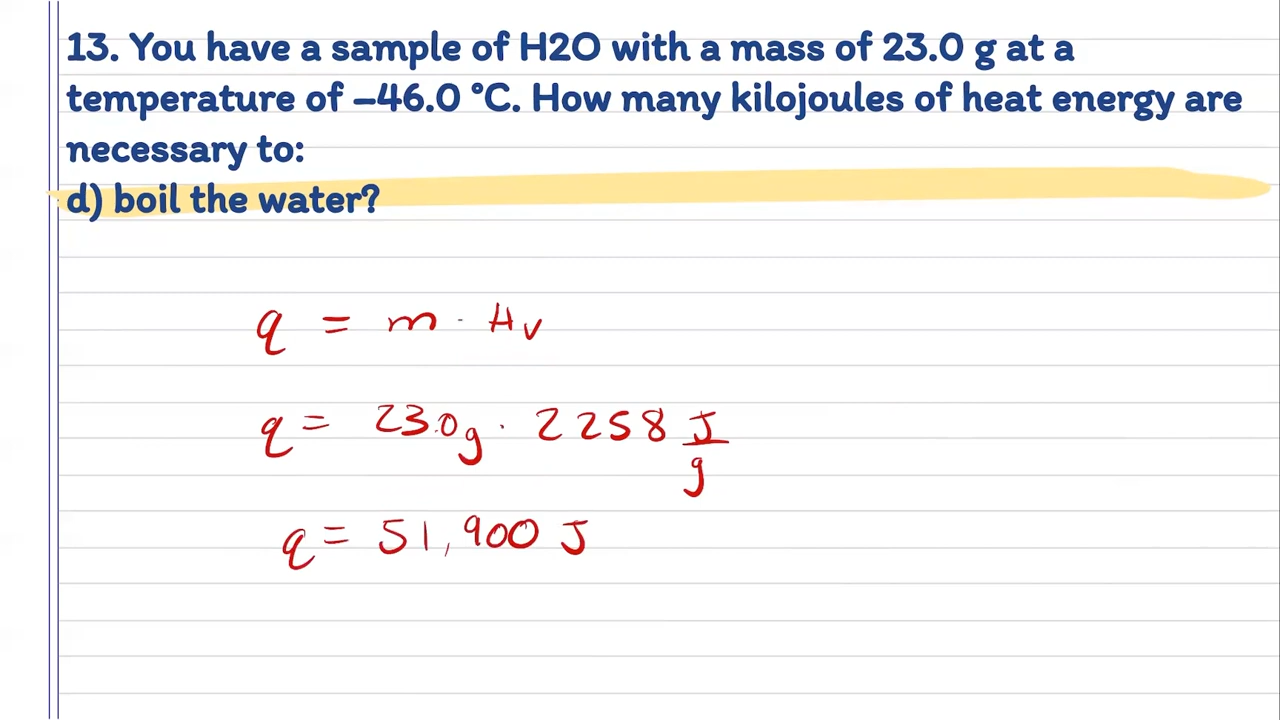 13. You have a sample of H2O with a mass of 23.0 g at a
temperature of –46.0 °C. How many kilojoules of heat energy are
necessary to:
d) boil the water?
q = m · Hv
q = 23.0g · 2258 J/g
q = 51,900 J